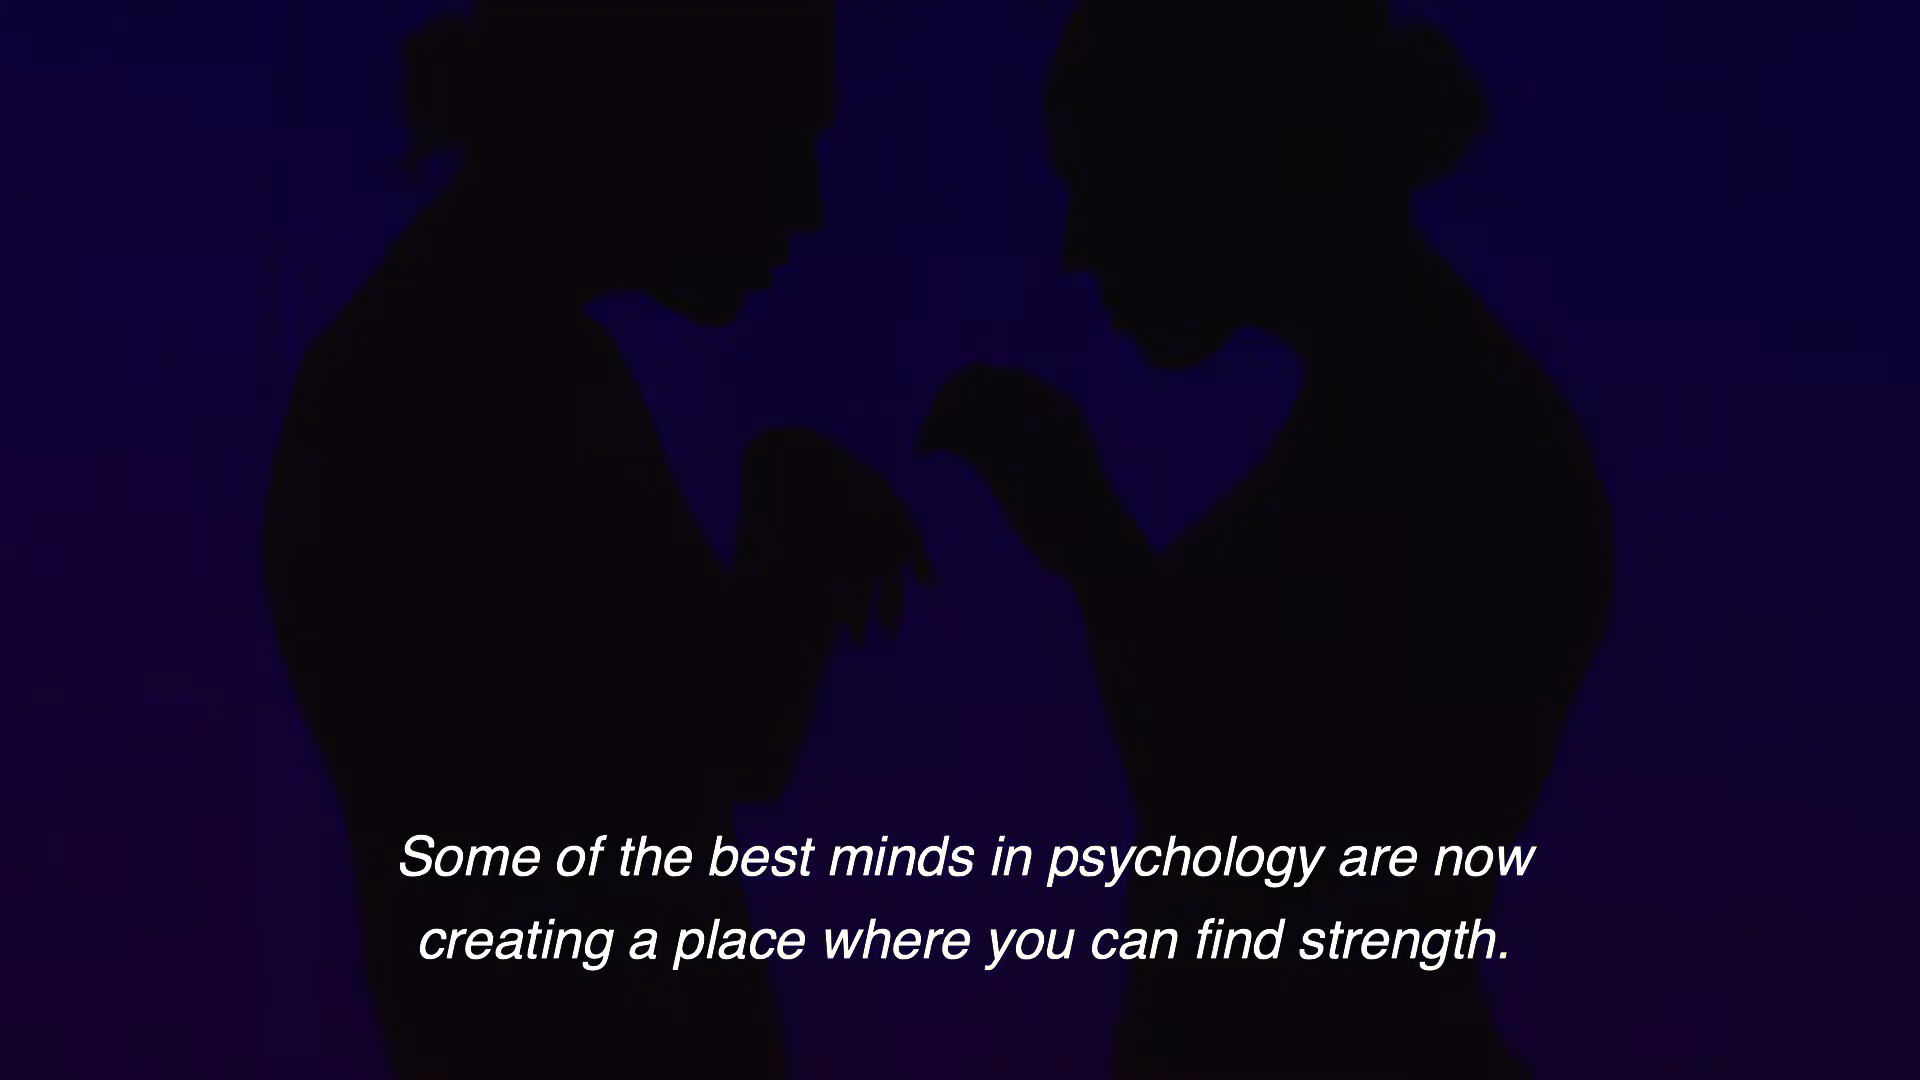 Some of the best minds in psychology are now
creating a place where you can find strength.